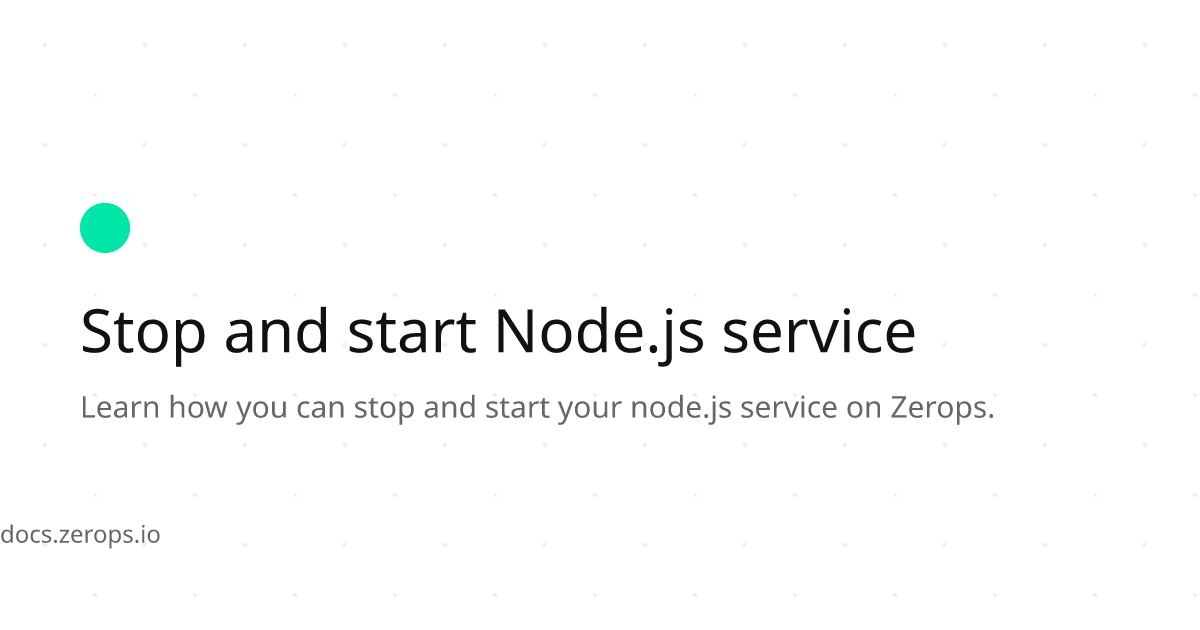 Stop and start Node.js service
Learn how you can stop and start your node.js service on Zerops.
docs.zerops.io